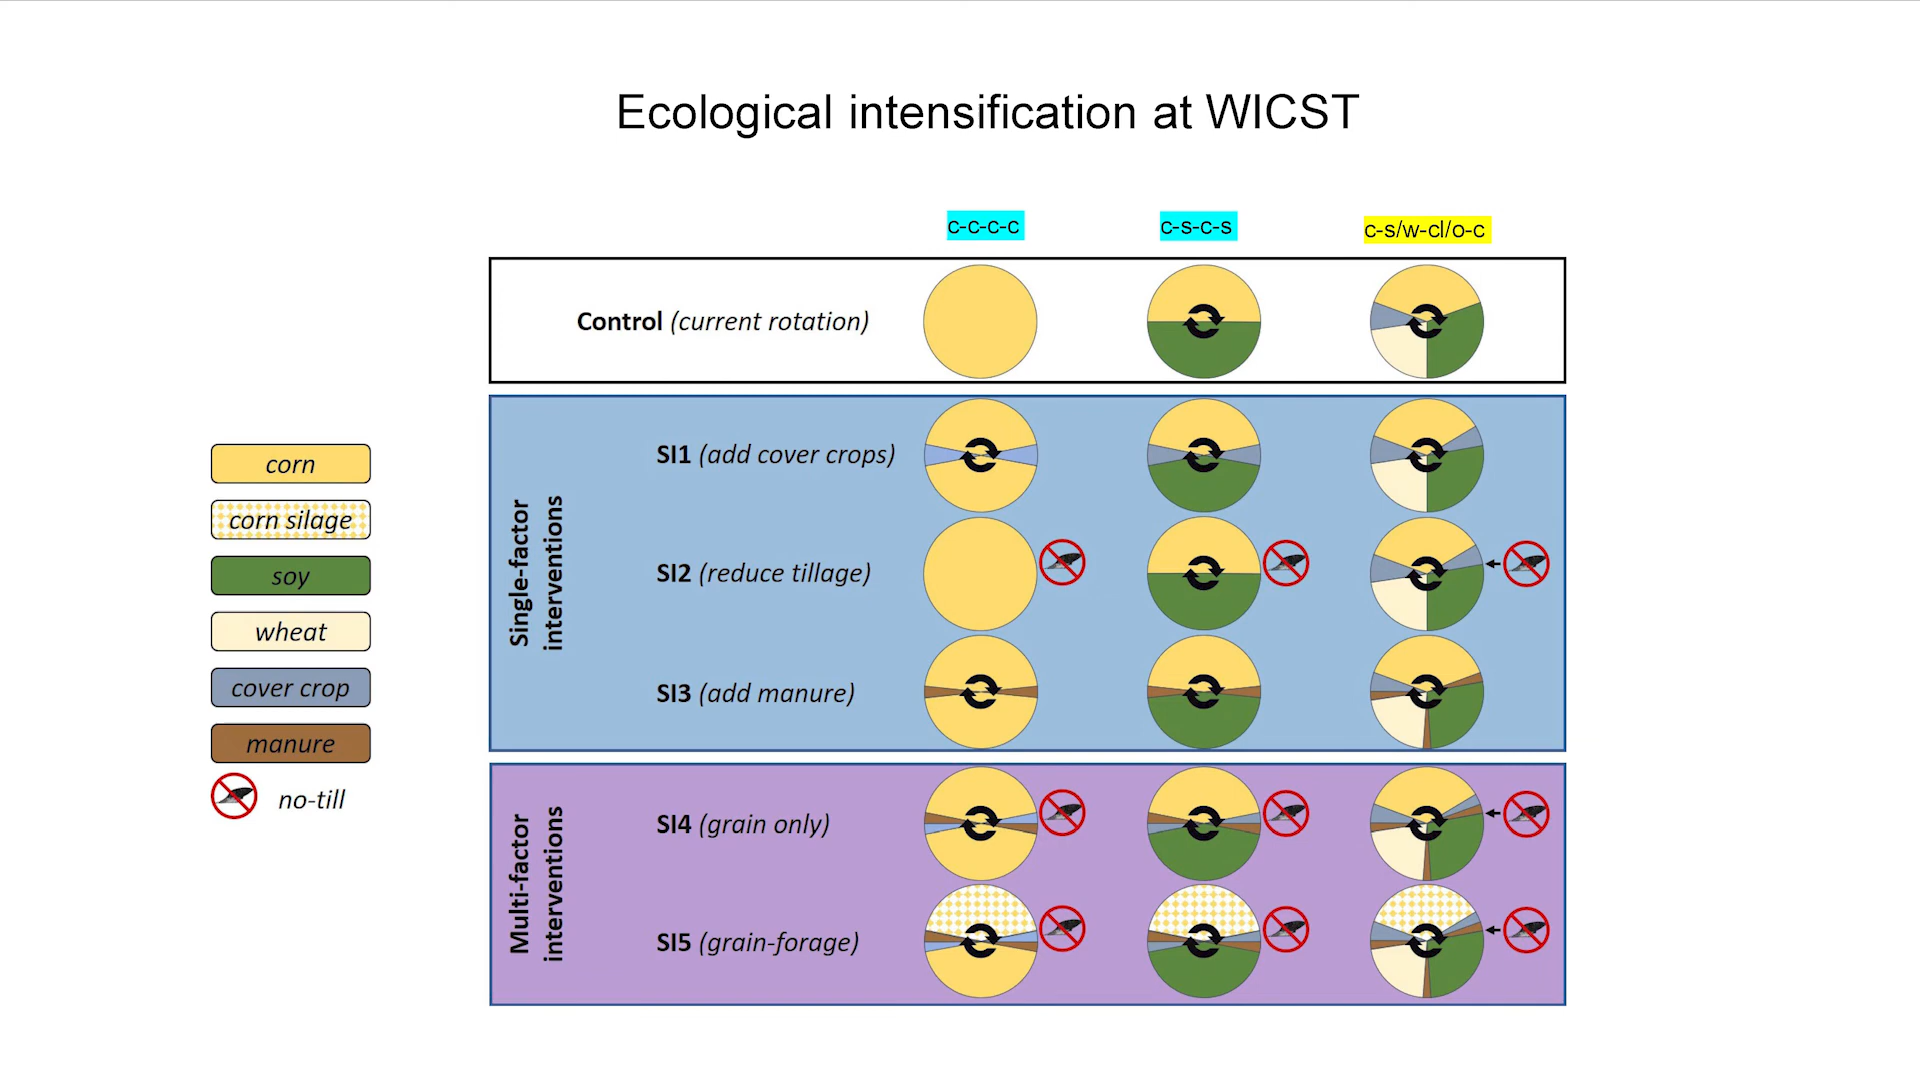 Ecological intensification at WICST
c-c-c-c
c-s-c-s
c-s/w-cl/o-c
Control (current rotation)
Single-factor
interventions
SI1 (add cover crops)
SI2 (reduce tillage)
SI3 (add manure)
Multi-factor
interventions
SI4 (grain only)
SI5 (grain-forage)
corn
corn silage
soy
wheat
cover crop
manure
no-till